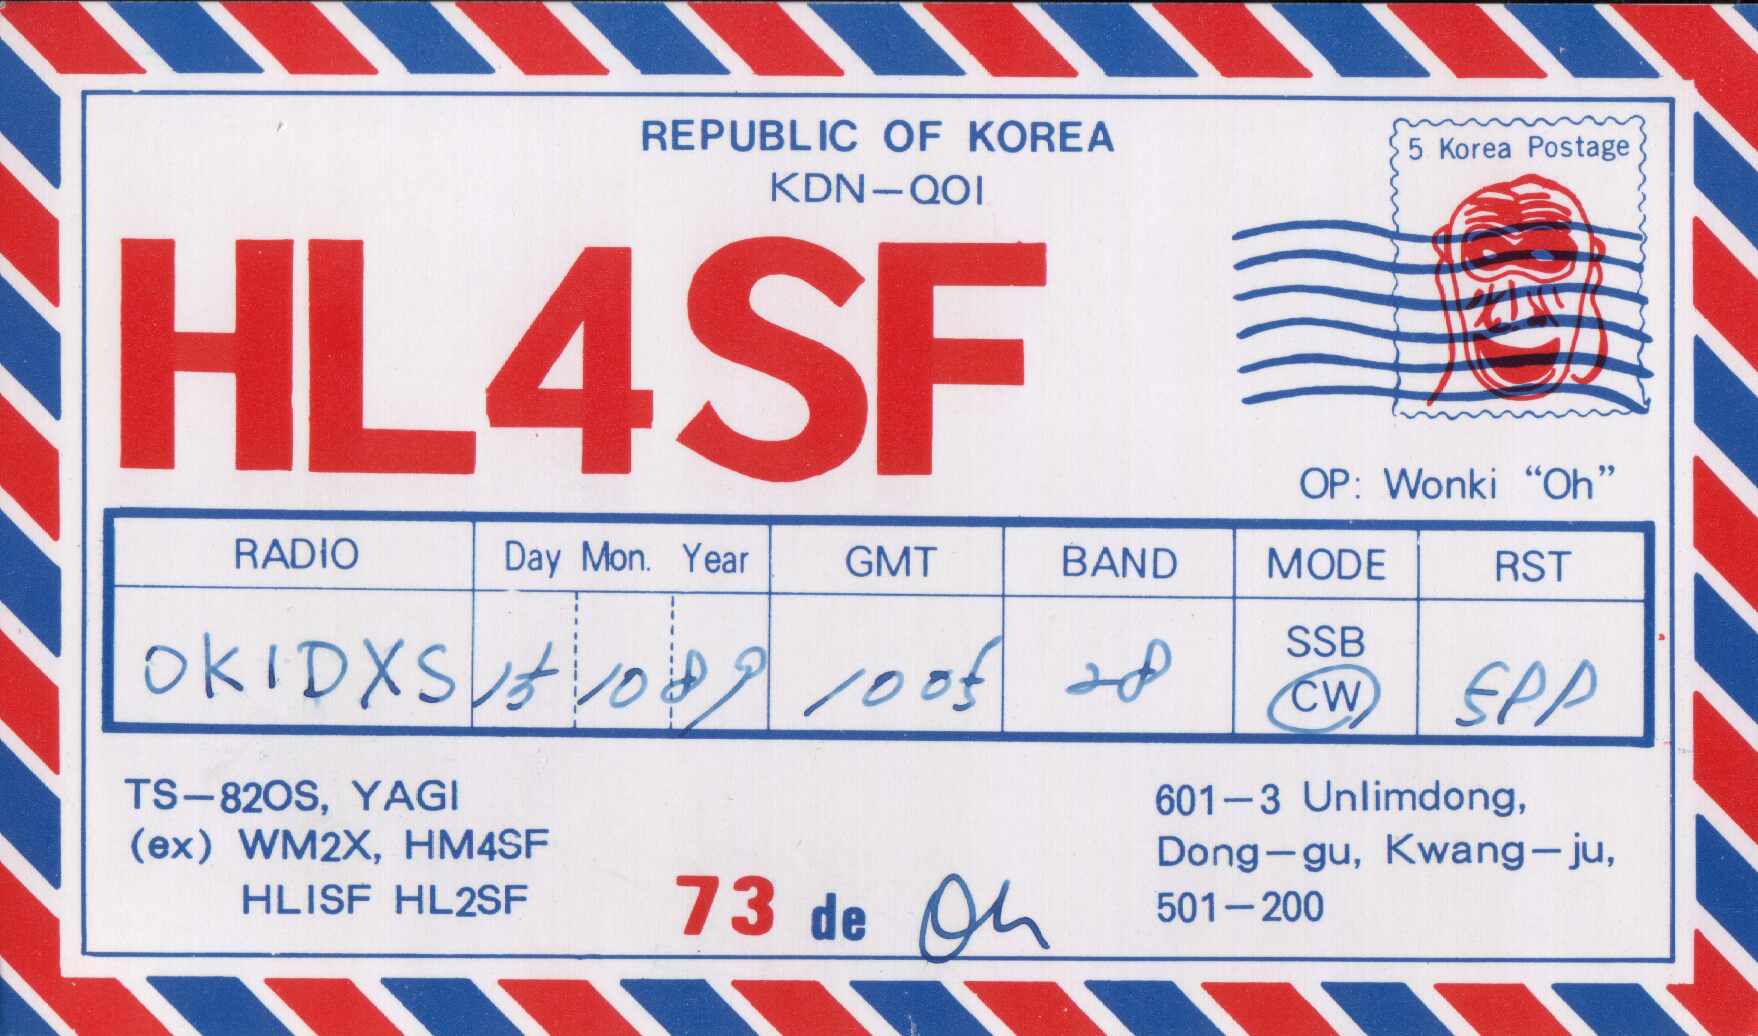 REPUBLIC OF KOREA
KDN-Q01
5 Korea Postage
HL4SF
OP: Wonki “Oh”
RADIO Day Mon. Year GMT BAND MODE RST
SSB
OK1DXS 15 10 89 1005 28 CW 599
TS-820S, YAGI
(ex) WM2X, HM4SF
HL1SF HL2SF
601-3 Unlimdong,
Dong-gu, Kwang-ju,
501-200
73 de Oh